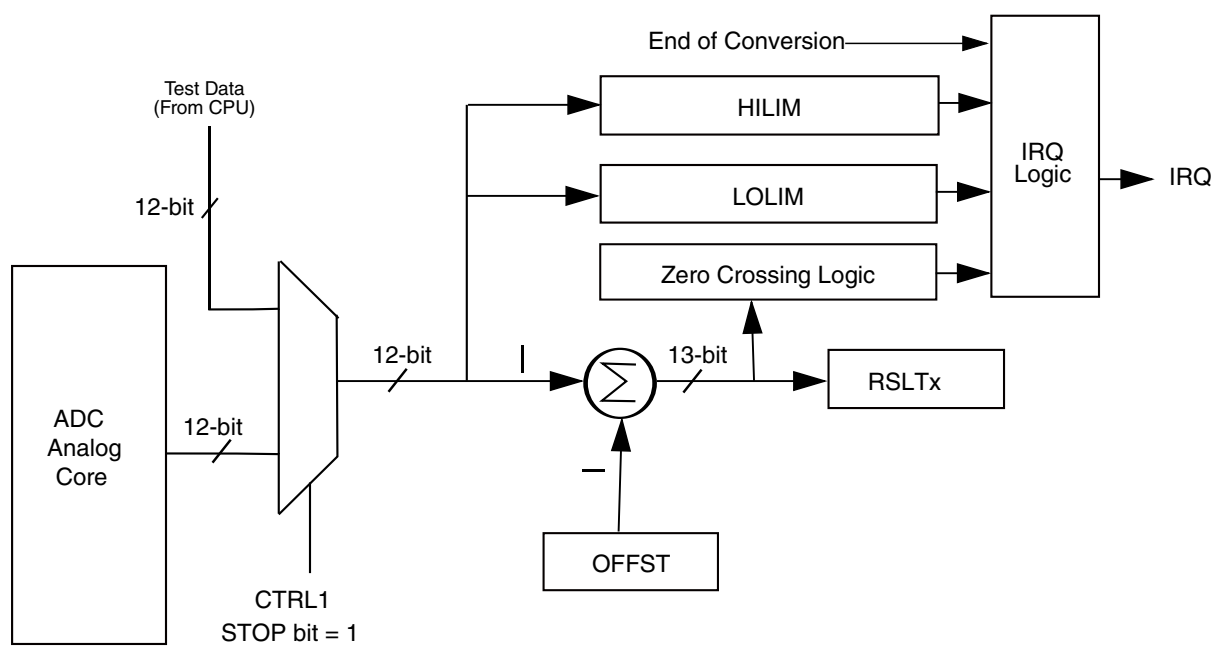 End of Conversion
Test Data
(From CPU)
HILIM
IRQ
Logic
IRQ
12-bit
LOLIM
Zero Crossing Logic
12-bit
13-bit
RSLTx
Σ
ADC
Analog
Core
12-bit
OFFST
CTRL1
STOP bit = 1